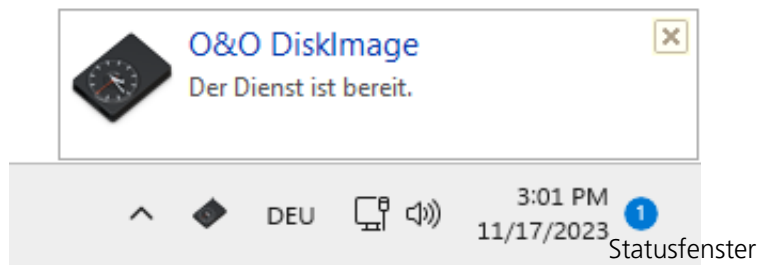 O&O DiskImage
Der Dienst ist bereit.
DEU
3:01 PM
11/17/2023
1
Statusfenster